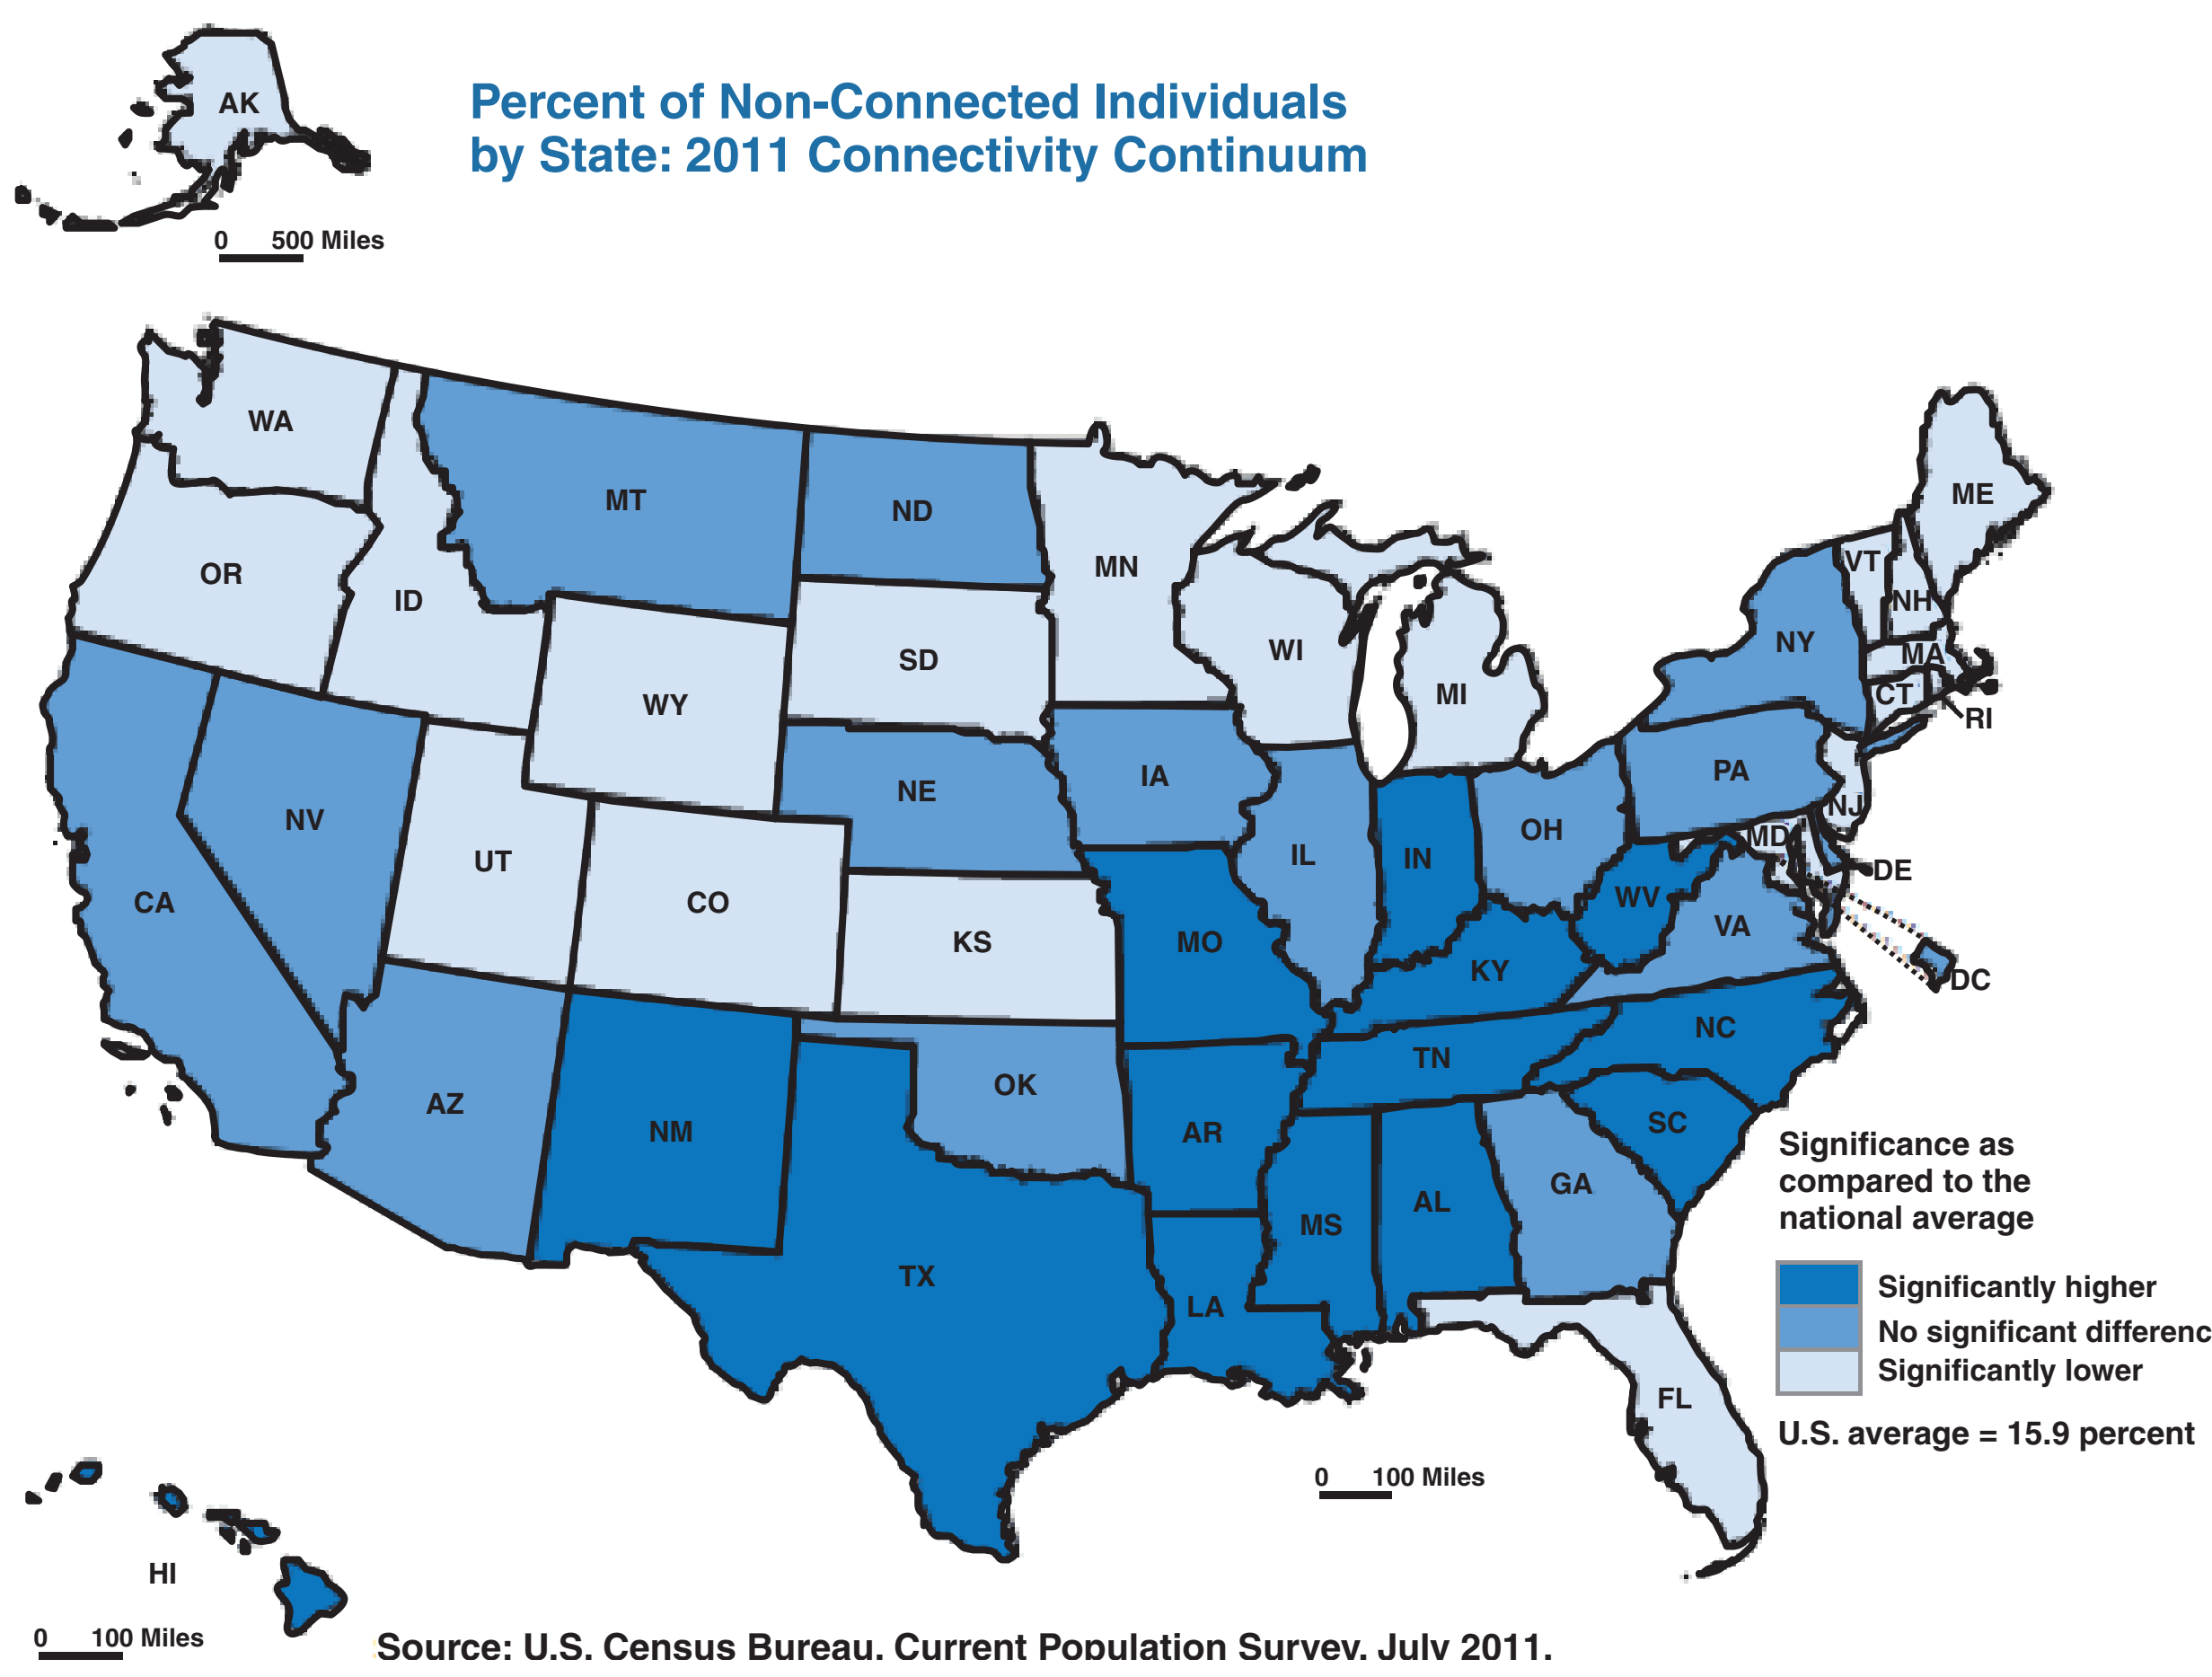 AK
Percent of Non-Connected Individuals
by State: 2011 Connectivity Continuum
0 500 Miles
WA
MT
ND
MN
ME
OR
ID
VT
NH
SD
WI
NY
MA
WY
MI
CT
RI
NE
IA
PA
NJ
NV
UT
IL
IN
OH
MD
DE
CA
CO
KS
MO
WV
VA
KY
DC
NC
TN
AZ
NM
OK
AR
SC
GA
AL
MS
TX
LA
FL
Significance as
compared to the
national average
Significantly higher
No significant differenc
Significantly lower
U.S. average = 15.9 percent
0 100 Miles
HI
0 100 Miles
Source: U.S. Census Bureau, Current Population Survey, July 2011.